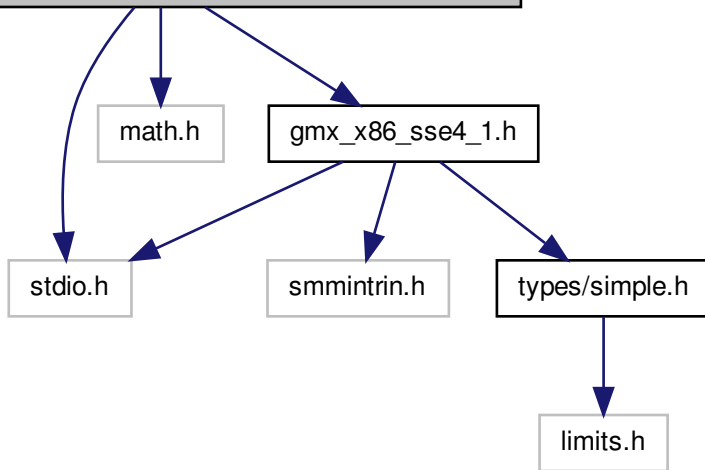 math.h
gmx_x86_sse4_1.h
stdio.h
smmintrin.h
types/simple.h
limits.h